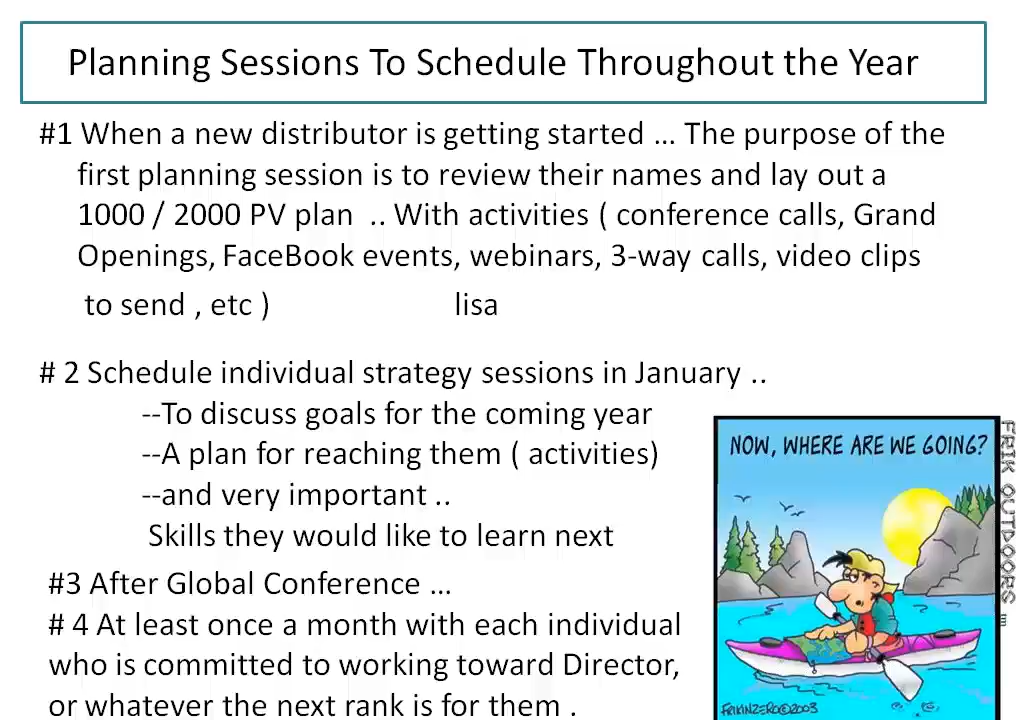 Planning Sessions To Schedule Throughout the Year
#1 When a new distributor is getting started ... The purpose of the
first planning session is to review their names and lay out a
1000 / 2000 PV plan .. With activities ( conference calls, Grand
Openings, FaceBook events, webinars, 3-way calls, video clips
to send , etc ) lisa
# 2 Schedule individual strategy sessions in January ..
--To discuss goals for the coming year
--A plan for reaching them ( activities)
--and very important ..
Skills they would like to learn next
#3 After Global Conference ...
# 4 At least once a month with each individual
who is committed to working toward Director,
or whatever the next rank is for them .
NOW, WHERE ARE WE GOING?
FRIK OUTDOORS
FRIKINZERO©2003